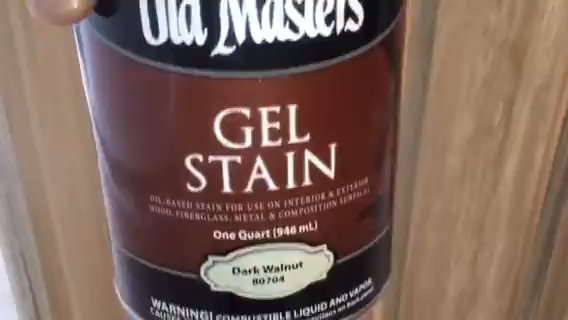 Old Masters
GEL
STAIN
OIL-BASED STAIN FOR USE ON INTERIOR & EXTERIOR
WOOD, FIBERGLASS, METAL & COMPOSITION SURFACES
One Quart (946 mL)
Dark Walnut
80704
WARNING! COMBUSTIBLE LIQUID AND VAPOR.
CAUSES